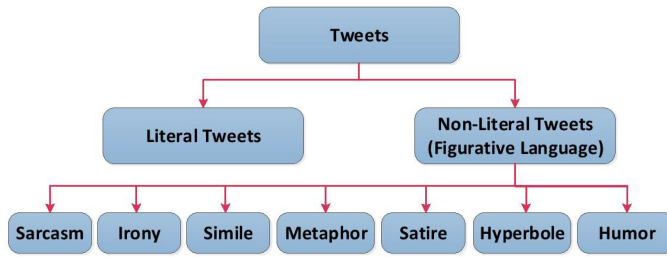 Tweets
Literal Tweets
Non-Literal Tweets
(Figurative Language)
Sarcasm
Irony
Simile
Metaphor
Satire
Hyperbole
Humor